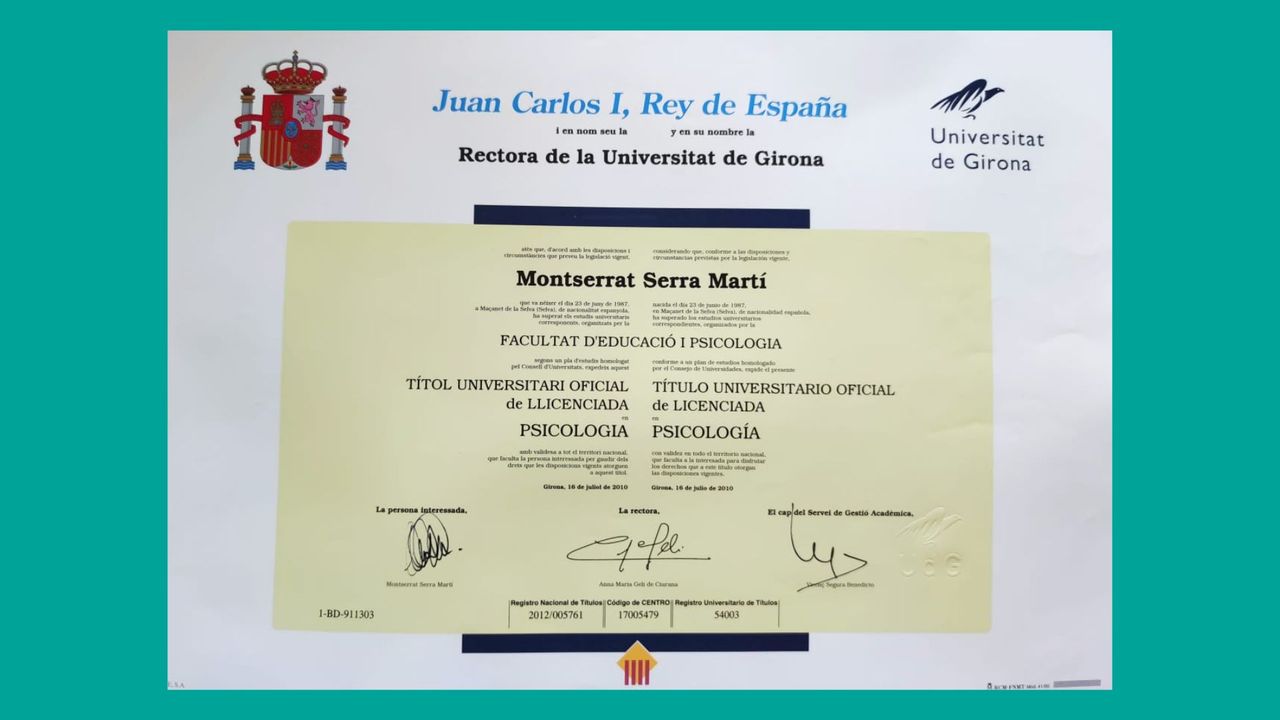 Juan Carlos I, Rey de España
i en nom seu la
y en su nombre la
Rectora de la Universitat de Girona
Universitat
de Girona
atès que, d'acord amb les disposicions i
circumstàncies que preveu la legislació vigent,
considerando que, conforme a las disposiciones y
circunstancias previstas por la legislación vigente,
Montserrat Serra Martí
que va néixer el dia 23 de juny de 1987,
a Maçanet de la Selva (Selva), de nacionalitat espanyola,
ha superat els estudis universitaris
corresponents, organitzats per la
nacida el día 23 de junio de 1987,
en Maçanet de la Selva (Selva), de nacionalidad española,
ha superado los estudios universitarios
correspondientes, organizados por la
FACULTAT D'EDUCACIÓ I PSICOLOGIA
segons un pla d'estudis homologat
pel Consell d'Universitats, expedeix aquest
conforme a un plan de estudios homologado
por el Consejo de Universidades, expide el presente
TÍTOL UNIVERSITARI OFICIAL
de LLICENCIADA
en
PSICOLOGIA
TÍTULO UNIVERSITARIO OFICIAL
de LICENCIADA
en
PSICOLOGÍA
amb validesa a tot el territori nacional,
que faculta la persona interessada per gaudir dels
drets que les disposicions vigents atorguen
a aquest títol.
con validez en todo el territorio nacional,
que faculta a la interesada para disfrutar
los derechos que a este título otorgan
las disposiciones vigentes.
Girona, 16 de juliol de 2010
Girona, 16 de julio de 2010
La persona interessada,
La rectora,
El cap del Servei de Gestió Acadèmica,
Montserrat Serra Martí
Anna Maria Geli de Ciurana
Vicenç Segura Benedicto
UdG
1-BD-911303
Registro Nacional de Títulos
2012/005761
Código de CENTRO
17005479
Registro Universitario de Títulos
54003